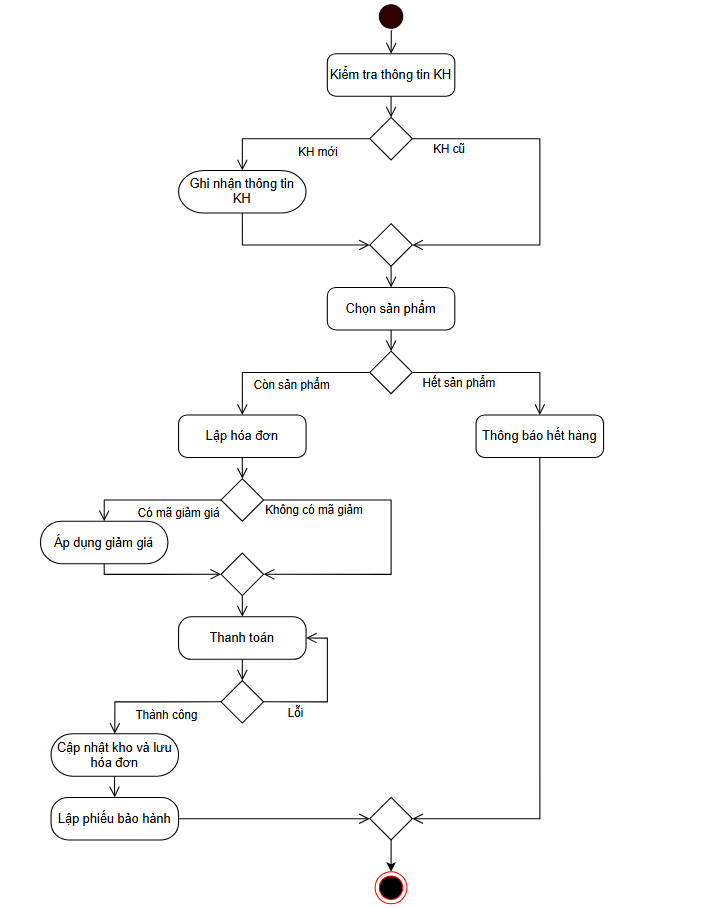 Kiểm tra thông tin KH
KH mới
KH cũ
Ghi nhận thông tin
KH
Chọn sản phẩm
Còn sản phẩm
Hết sản phẩm
Lập hóa đơn
Thông báo hết hàng
Có mã giảm giá
Không có mã giảm
Áp dụng giảm giá
Thanh toán
Thành công
Lỗi
Cập nhật kho và lưu
hóa đơn
Lập phiếu bảo hành